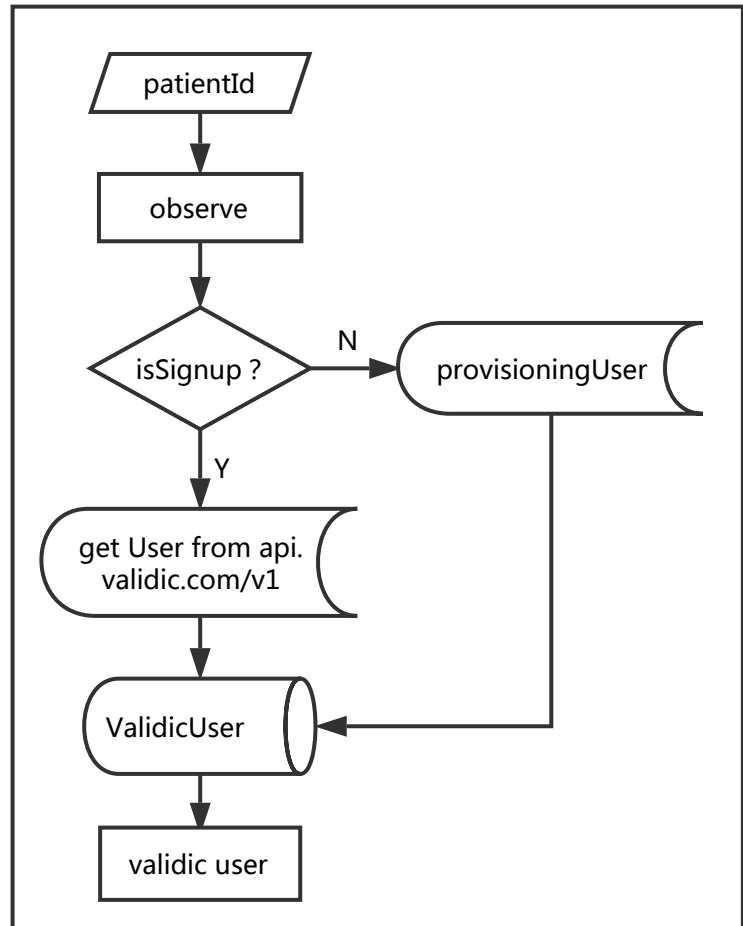 patientId
observe
isSignup ?
N
provisioningUser
Y
get User from api.
validic.com/v1
ValidicUser
validic user